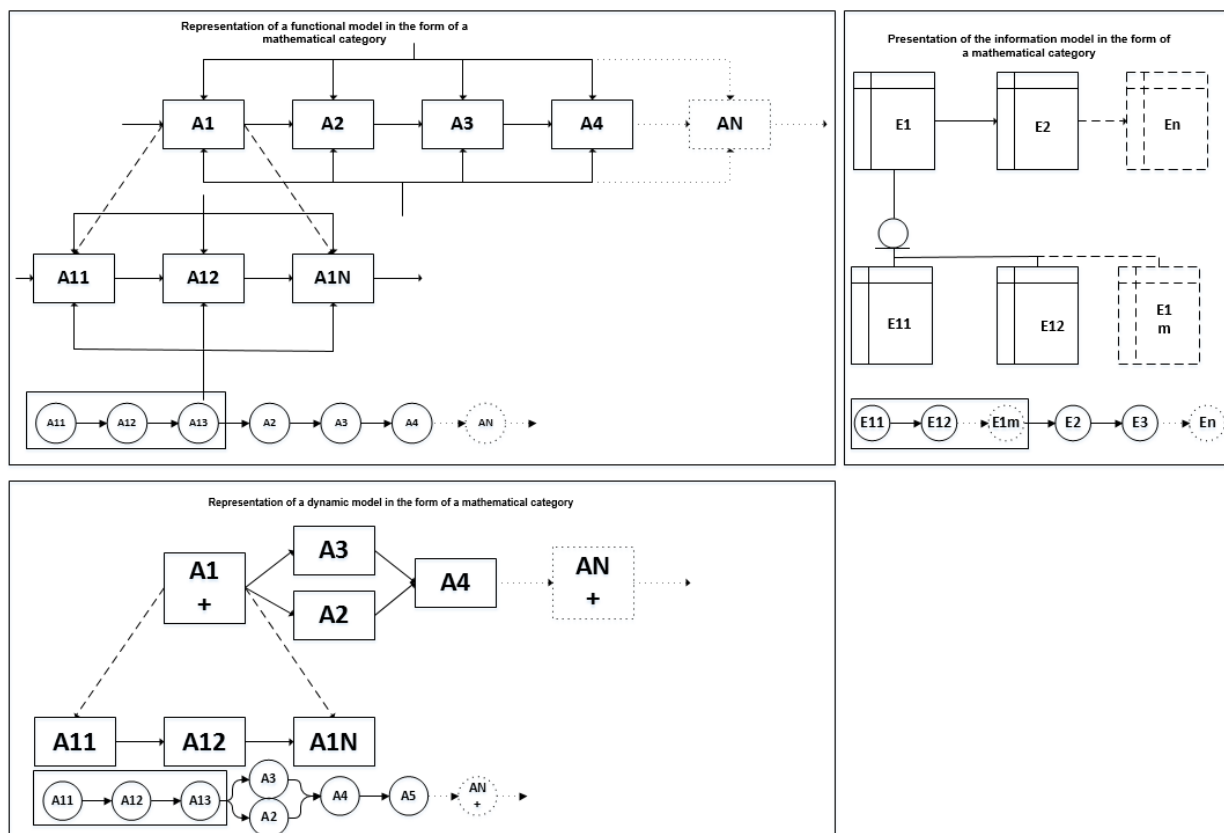 Representation of a functional model in the form of a
mathematical category
A1
A2
A3
A4
AN
A11
A12
A1N
A11
A12
A13
A2
A3
A4
AN
Presentation of the information model in the form of
a mathematical category
E1
E2
En
E11
E12
E1
m
E11
E12
E1m
E2
E3
En
Representation of a dynamic model in the form of a mathematical category
A1
+
A3
A2
A4
AN
+
A11
A12
A1N
A11
A12
A13
A3
A2
A4
A5
AN
+